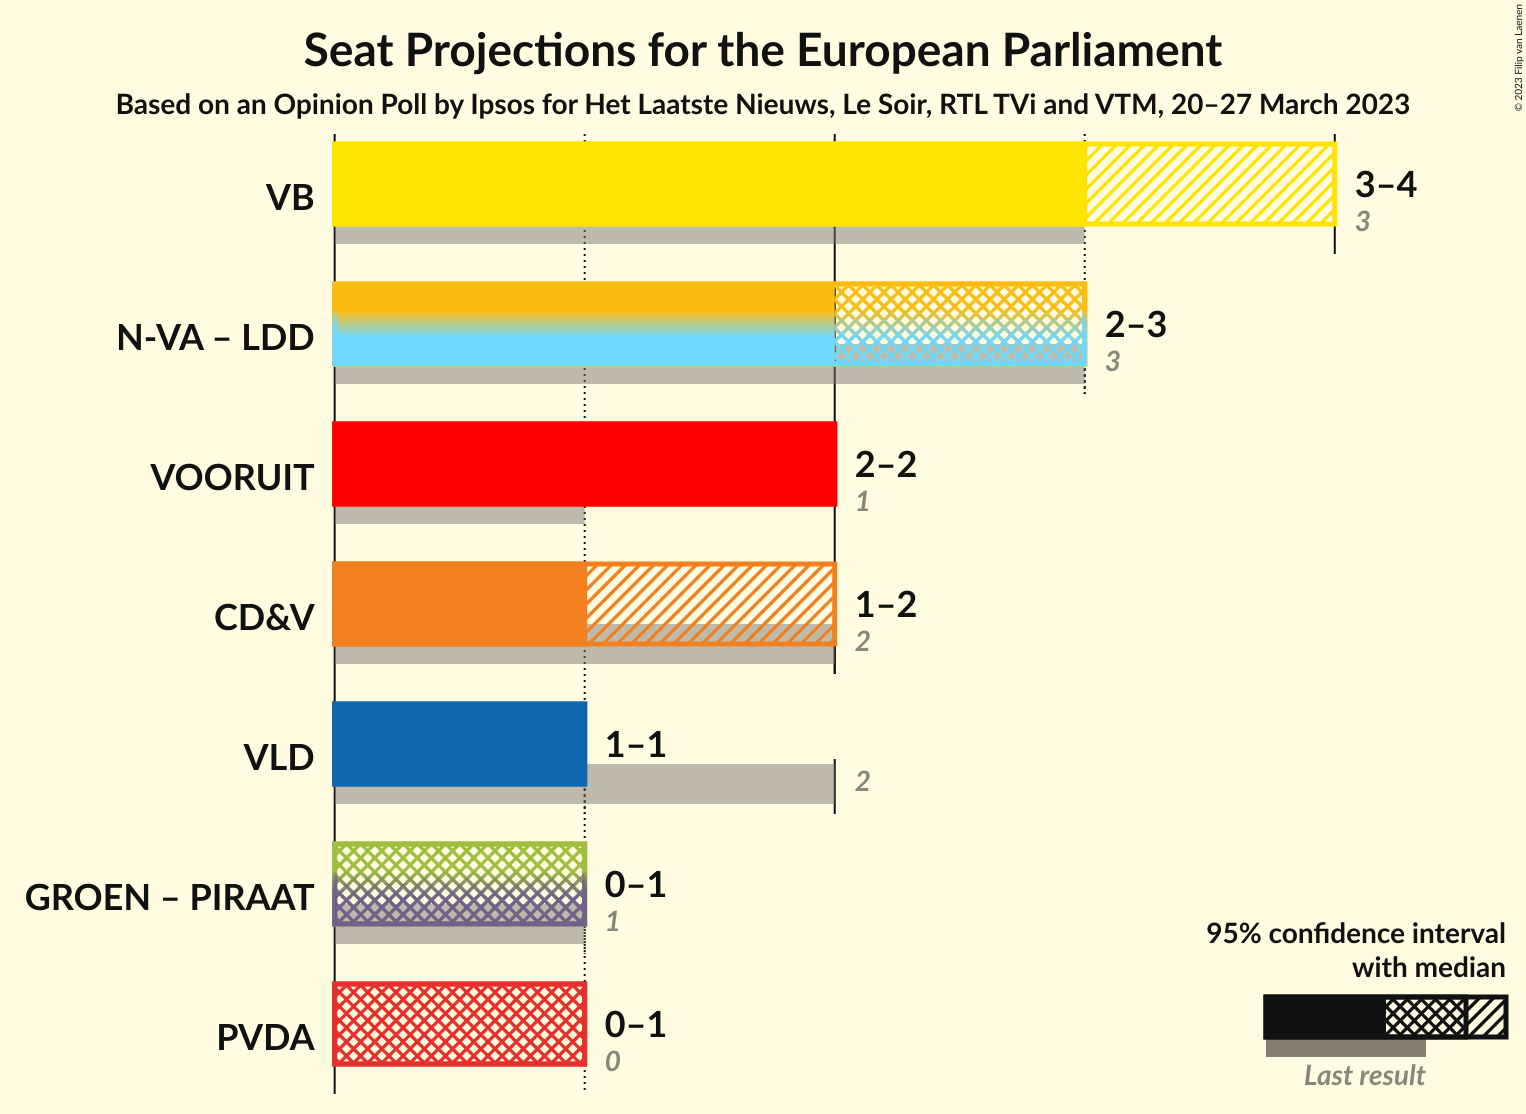 Seat Projections for the European Parliament
Based on an Opinion Poll by Ipsos for Het Laatste Nieuws, Le Soir, RTL TVi and VTM, 20–27 March 2023
© 2023 Filip van Laenen
VB
3–4
3
N-VA – LDD
2–3
3
VOORUIT
2–2
1
CD&V
1–2
2
VLD
1–1
2
GROEN – PIRAAT
0–1
1
PVDA
0–1
0
95% confidence interval
with median
Last result